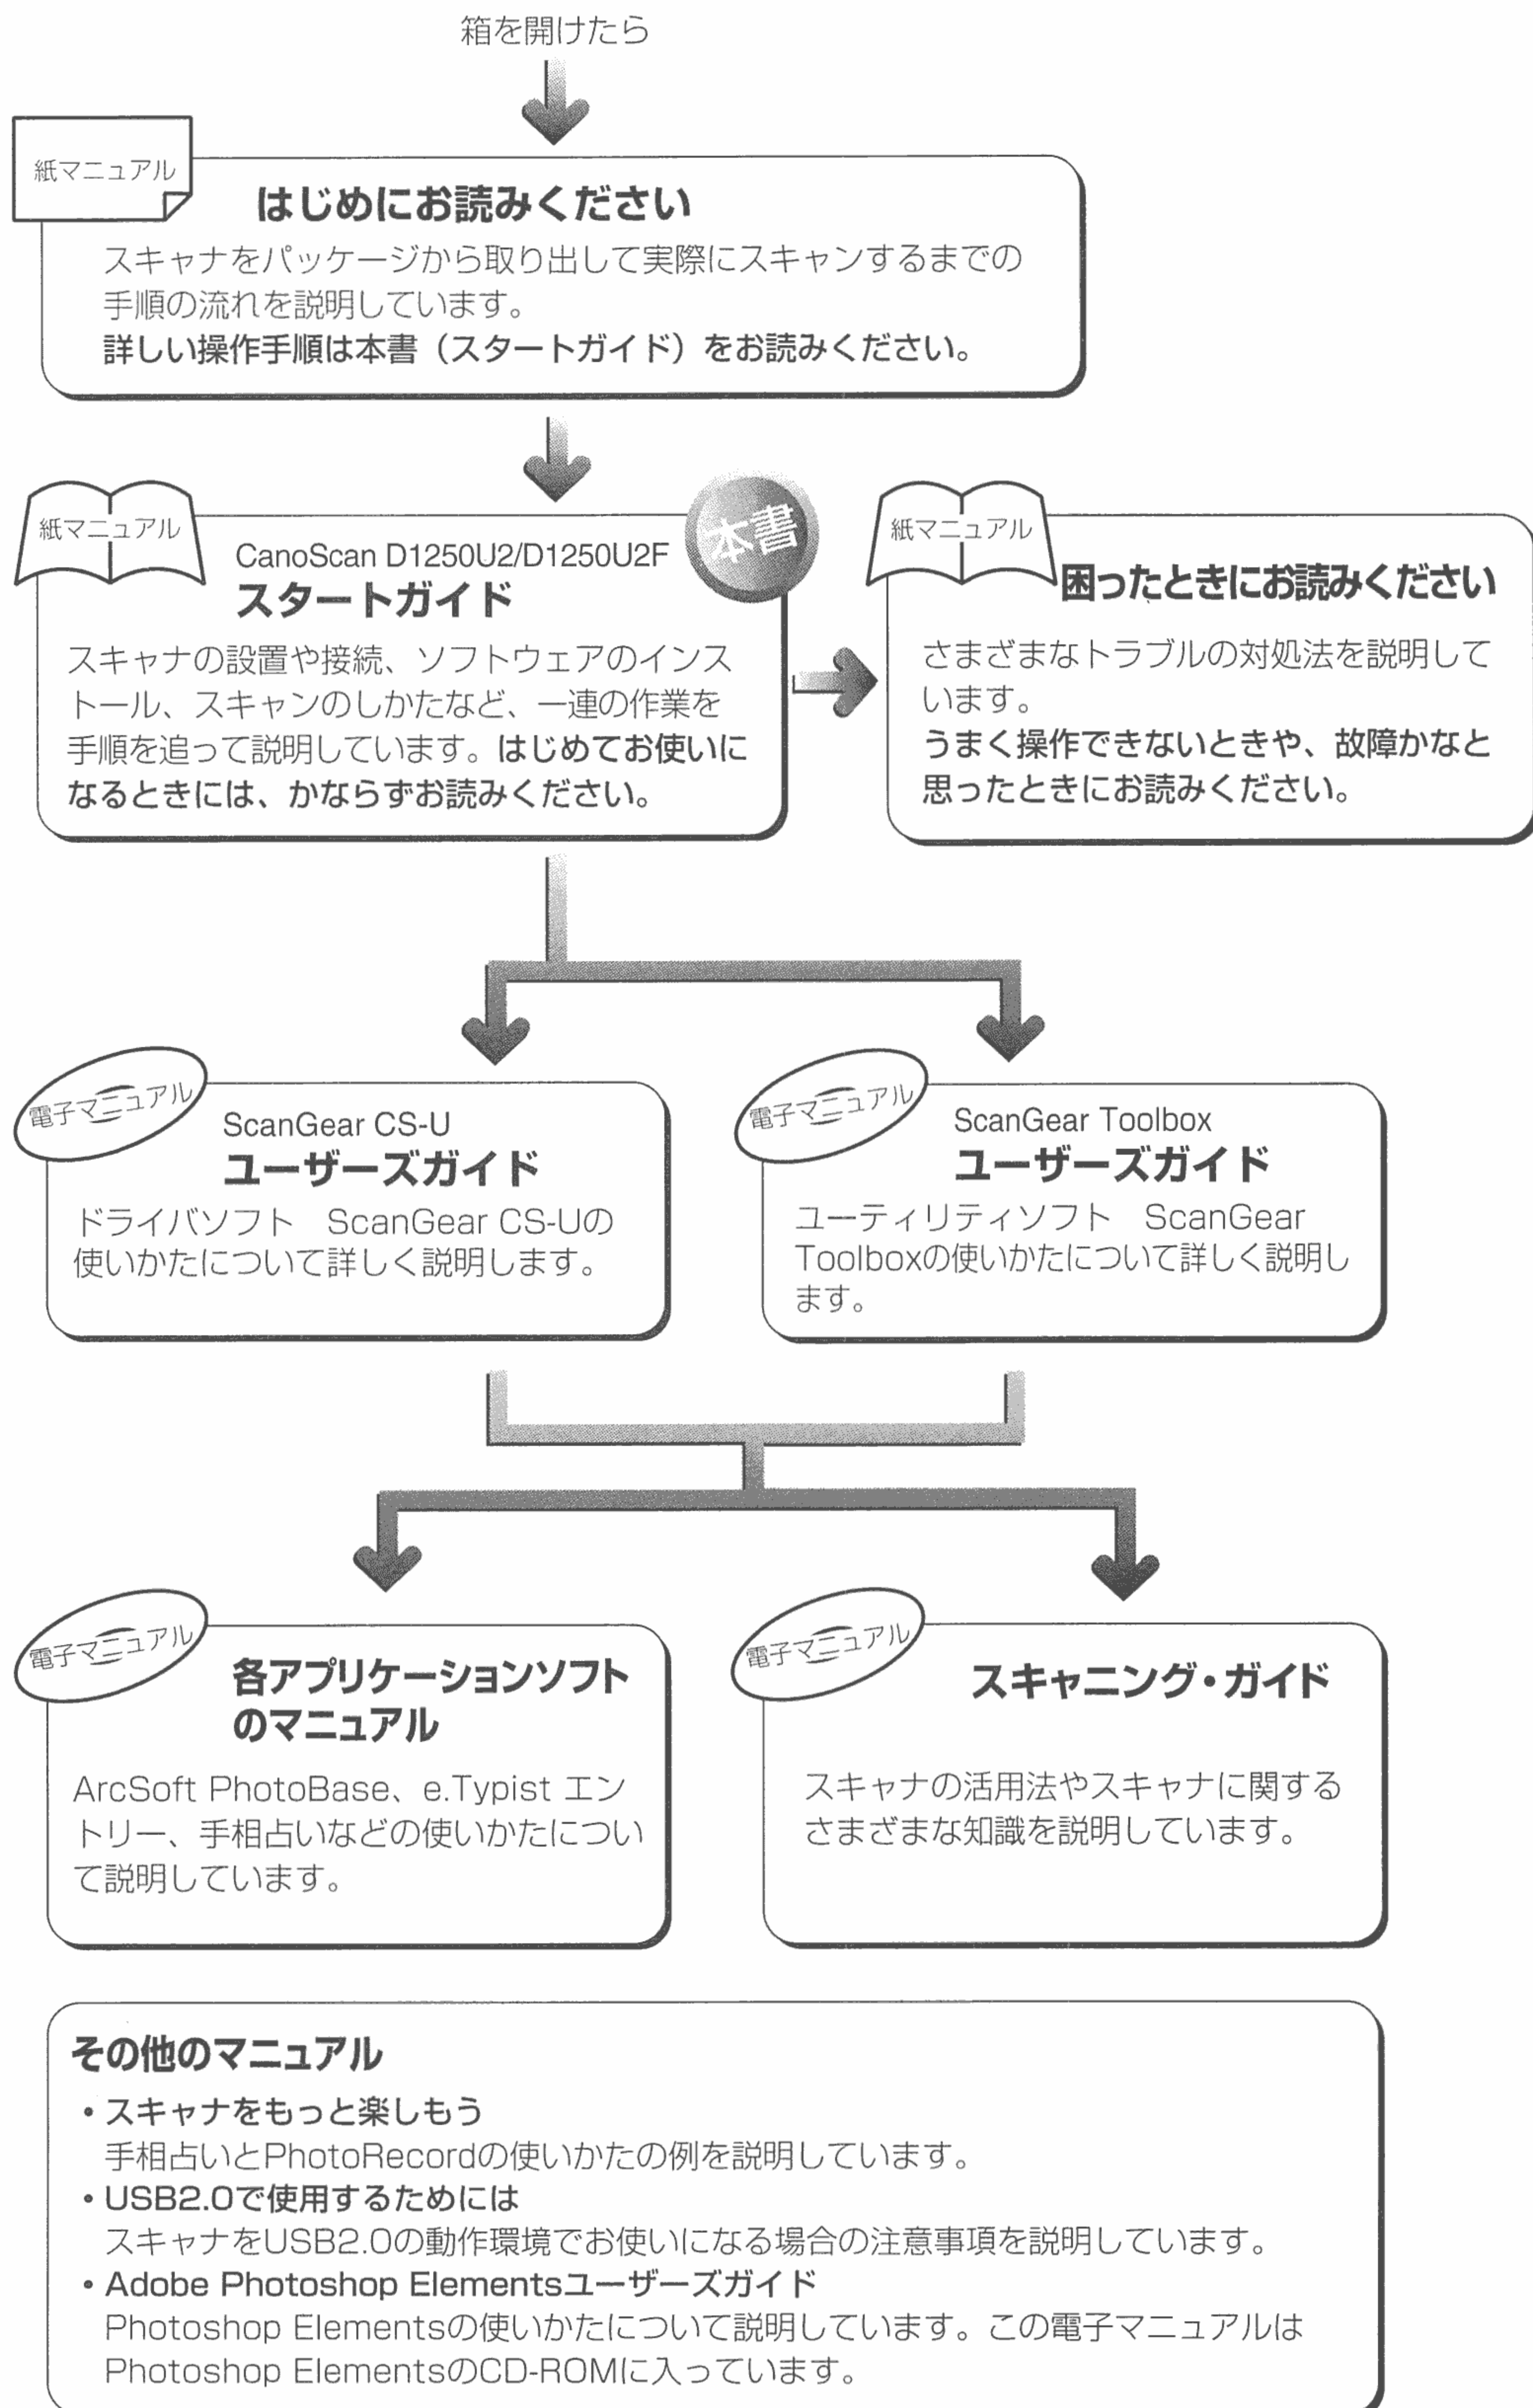 箱を開けたら
紙マニュアル
はじめにお読みください
スキャナをパッケージから取り出して実際にスキャンするまでの
手順の流れを説明しています。
詳しい操作手順は本書（スタートガイド）をお読みください。
紙マニュアル
CanoScan D1250U2/D1250U2F
スタートガイド
本書
スキャナの設置や接続、ソフトウェアのインス
トール、スキャンのしかたなど、一連の作業を
手順を追って説明しています。はじめてお使いに
なるときには、かならずお読みください。
紙マニュアル
困ったときにお読みください
さまざまなトラブルの対処法を説明して
います。
うまく操作できないときや、故障かなと
思ったときにお読みください。
電子マニュアル
ScanGear CS-U
ユーザーズガイド
ドライバソフト　ScanGear CS-Uの
使いかたについて詳しく説明します。
電子マニュアル
ScanGear Toolbox
ユーザーズガイド
ユーティリティソフト　ScanGear
Toolboxの使いかたについて詳しく説明し
ます。
電子マニュアル
各アプリケーションソフト
のマニュアル
ArcSoft PhotoBase、e.Typist エン
トリー、手相占いなどの使いかたについ
て説明しています。
電子マニュアル
スキャニング・ガイド
スキャナの活用法やスキャナに関する
さまざまな知識を説明しています。
その他のマニュアル
・スキャナをもっと楽しもう
手相占いとPhotoRecordの使いかたの例を説明しています。
・USB2.0で使用するためには
スキャナをUSB2.0の動作環境でお使いになる場合の注意事項を説明しています。
・Adobe Photoshop Elementsユーザーズガイド
Photoshop Elementsの使いかたについて説明しています。この電子マニュアルは
Photoshop ElementsのCD-ROMに入っています。